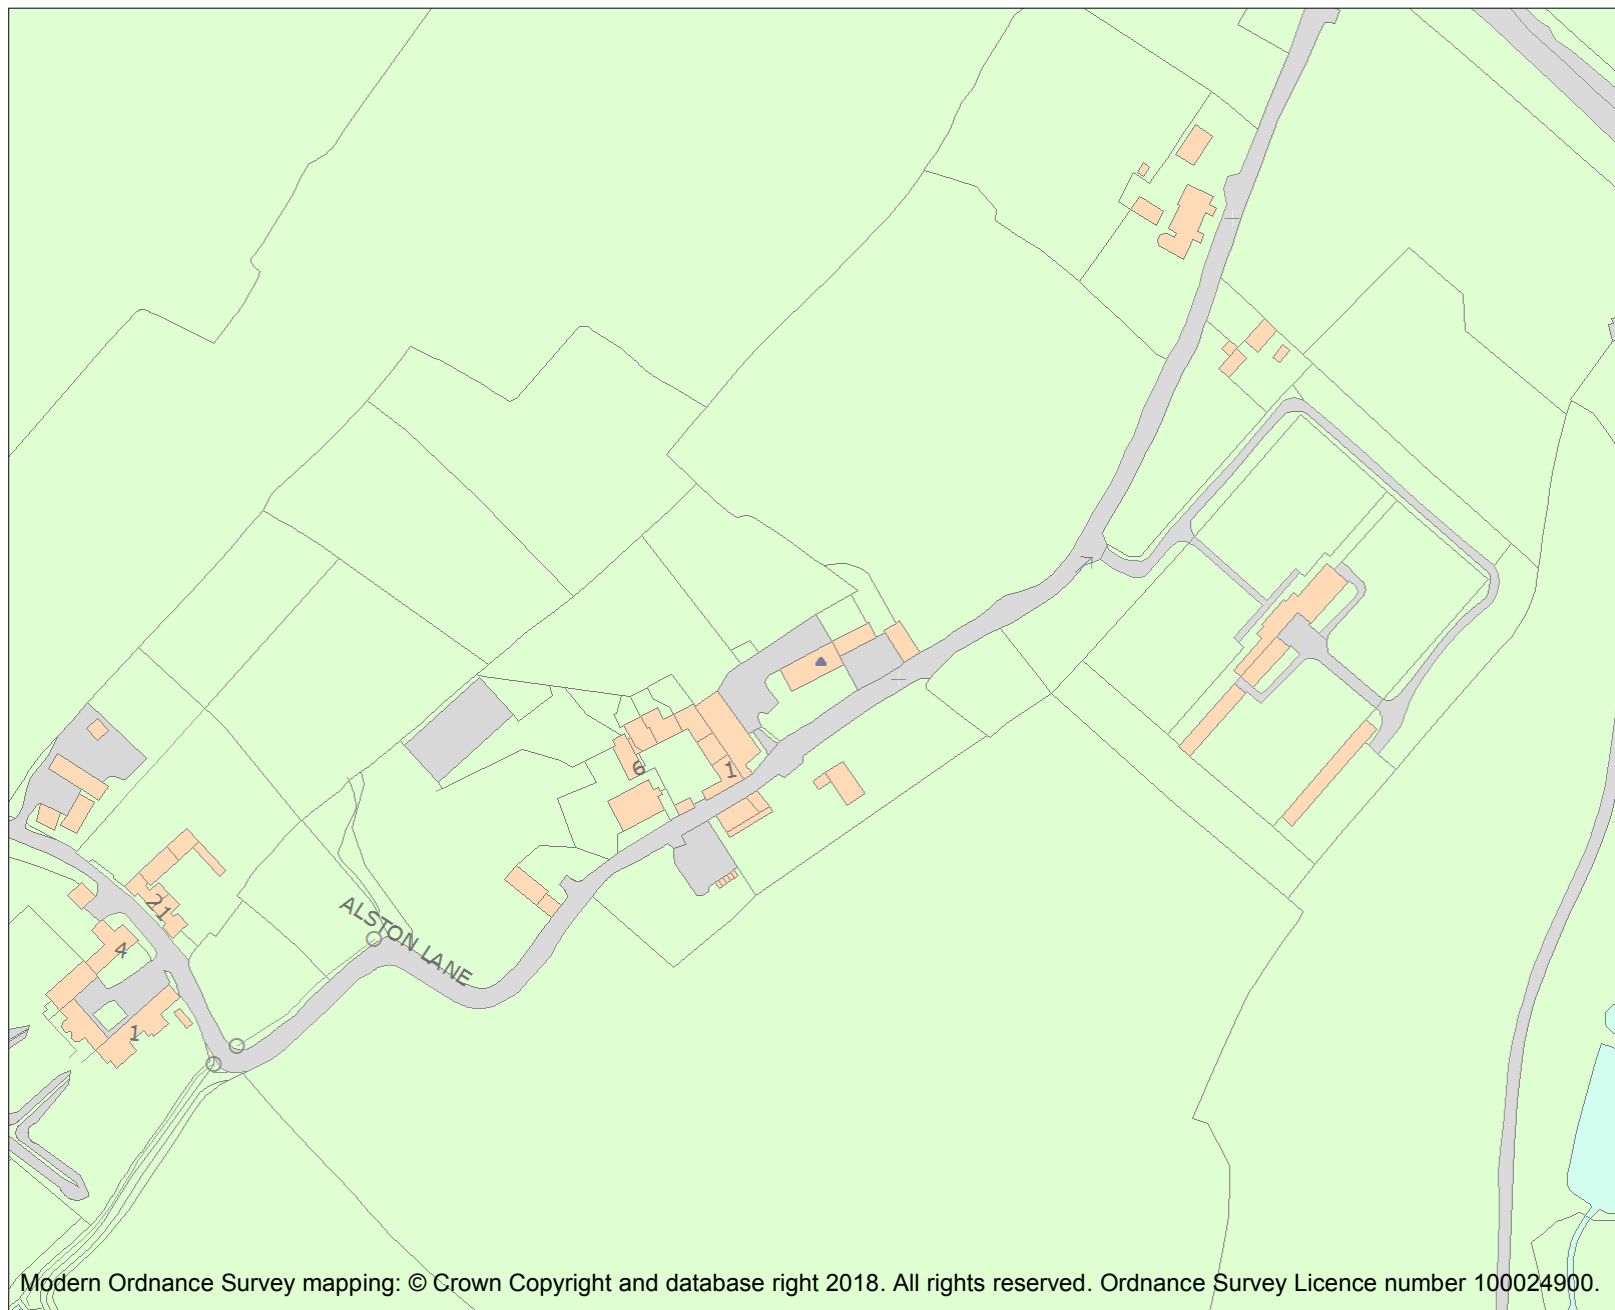 6
1
21
4
ALSTON LANE
1
Modern Ordnance Survey mapping: © Crown Copyright and database right 2018. All rights reserved. Ordnance Survey Licence number 100024900.